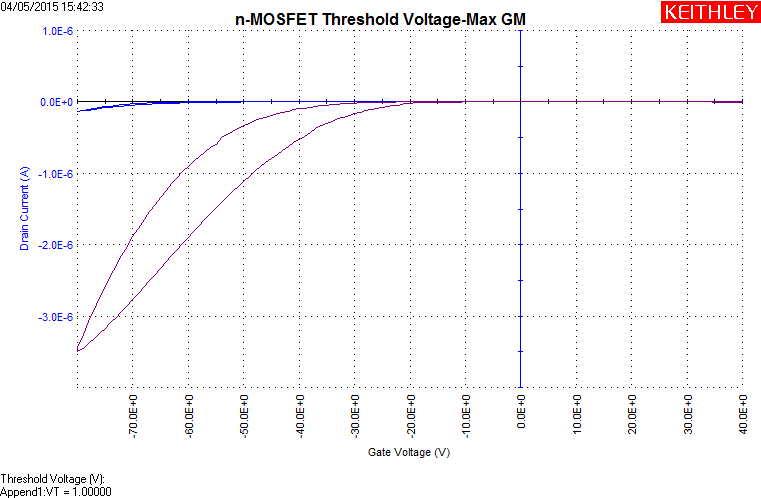 04/05/2015 15:42:33
n-MOSFET Threshold Voltage-Max GM
KEITHLEY
1.0E-6
0.0E+0
-1.0E-6
-2.0E-6
-3.0E-6
Drain Current (A)
-70.0E+0
-60.0E+0
-50.0E+0
-40.0E+0
-30.0E+0
-20.0E+0
-10.0E+0
0.0E+0
10.0E+0
20.0E+0
30.0E+0
40.0E+0
Gate Voltage (V)
Threshold Voltage (V):
Append1:VT = 1.00000